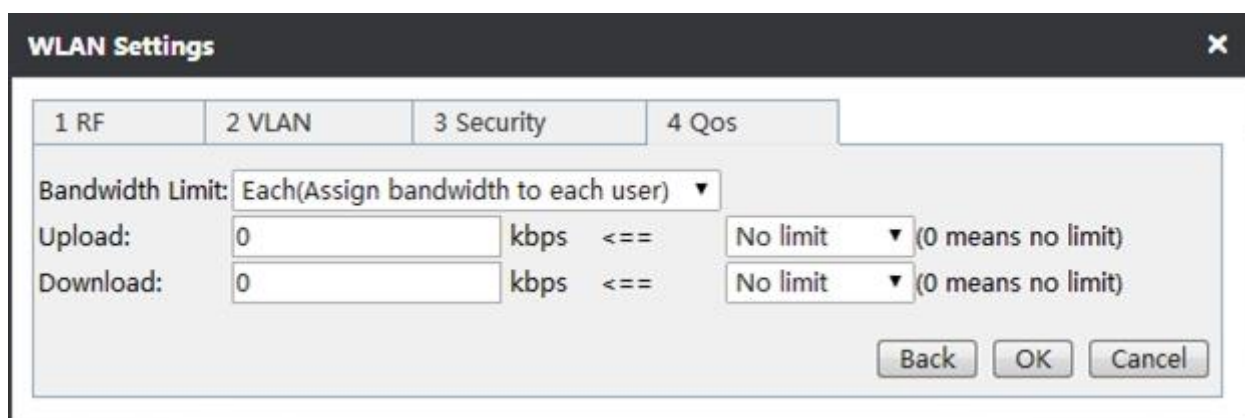 WLAN Settings ×
1 RF 2 VLAN 3 Security 4 Qos
Bandwidth Limit: Each(Assign bandwidth to each user) ▼
Upload: 0 kbps <== No limit ▼ (0 means no limit)
Download: 0 kbps <== No limit ▼ (0 means no limit)
Back OK Cancel